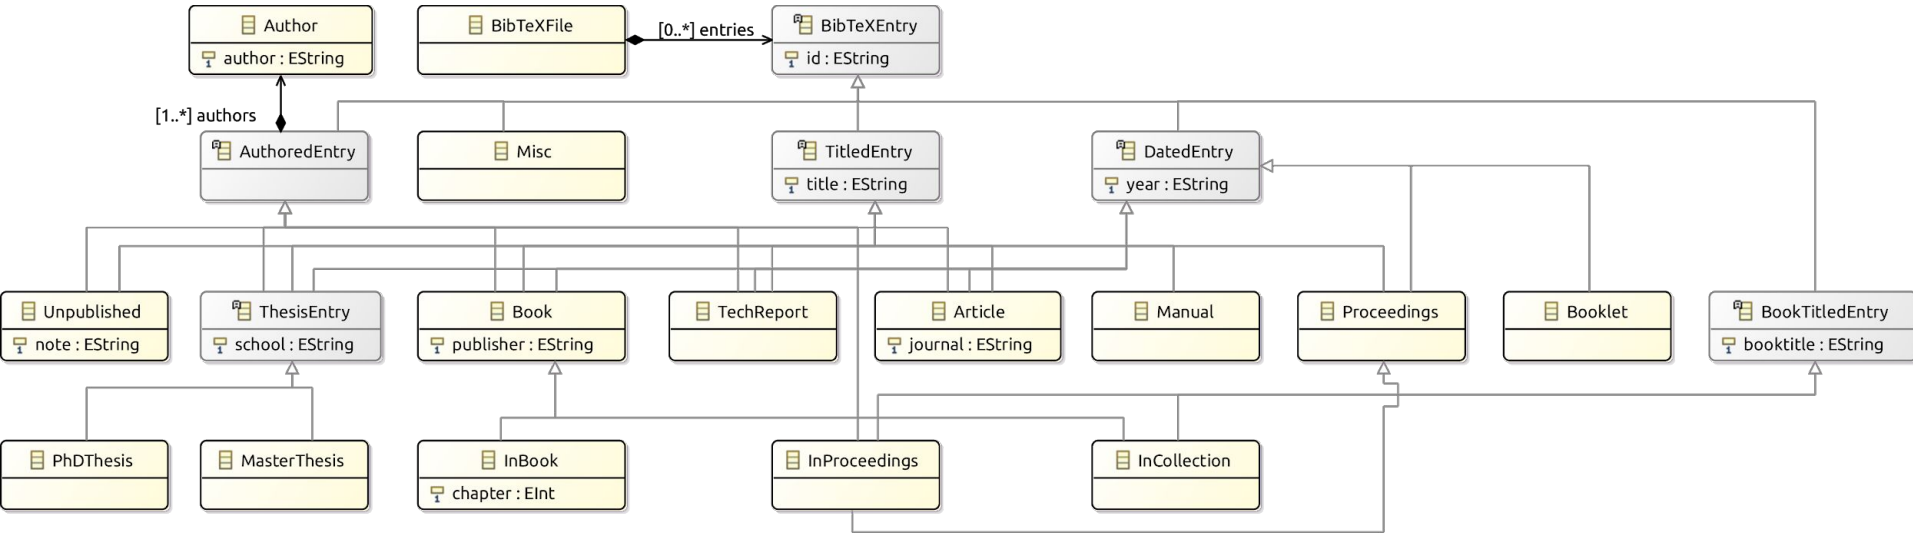 Author
author : EString
BibTeXFile
[0..*] entries
BibTeXEntry
id : EString
[1..*] authors
AuthoredEntry
Misc
TitledEntry
title : EString
DatedEntry
year : EString
Unpublished
note : EString
ThesisEntry
school : EString
Book
publisher : EString
TechReport
Article
journal : EString
Manual
Proceedings
Booklet
BookTitledEntry
booktitle : EString
PhDThesis
MasterThesis
InBook
chapter : EInt
InProceedings
InCollection